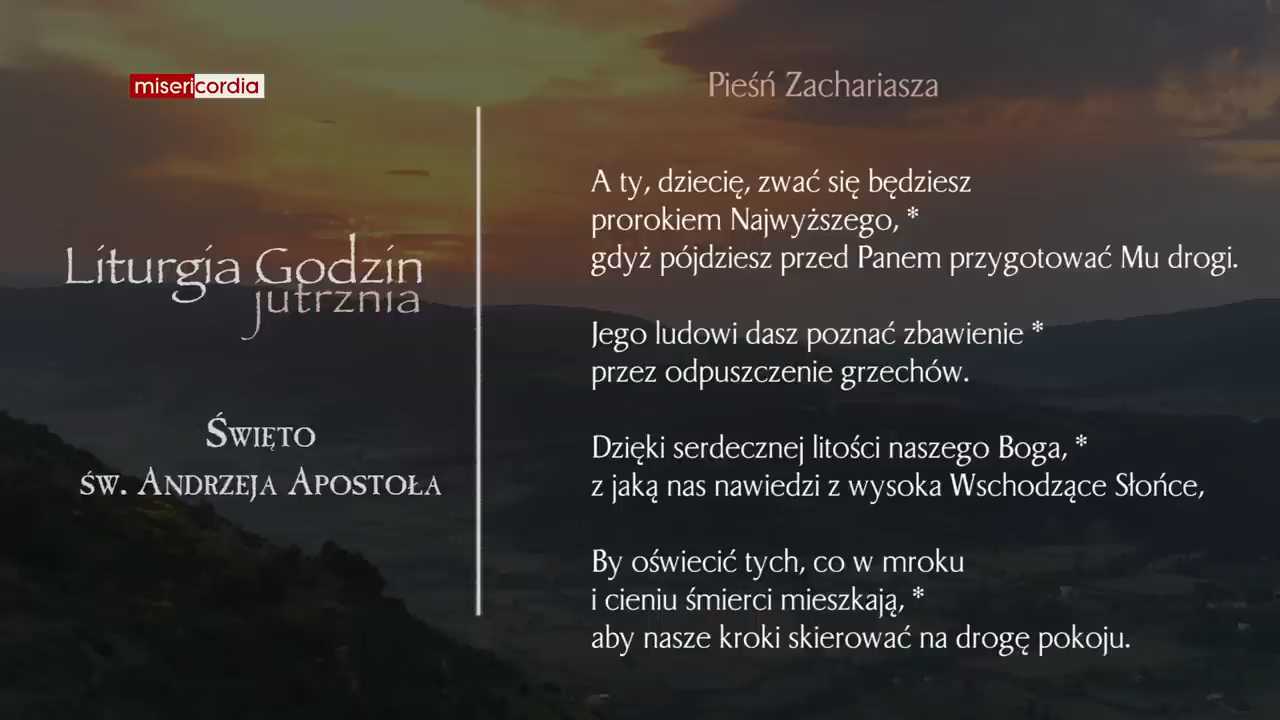 misericordia
Liturgia Godzin
jutrznia
Święto
św. Andrzeja Apostoła
Pieśń Zachariasza
A ty, dziecię, zwać się będziesz
prorokiem Najwyższego, *
gdyż pójdziesz przed Panem przygotować Mu drogi.
Jego ludowi dasz poznać zbawienie *
przez odpuszczenie grzechów.
Dzięki serdecznej litości naszego Boga, *
z jaką nas nawiedzi z wysoka Wschodzące Słońce,
By oświecić tych, co w mroku
i cieniu śmierci mieszkają, *
aby nasze kroki skierować na drogę pokoju.